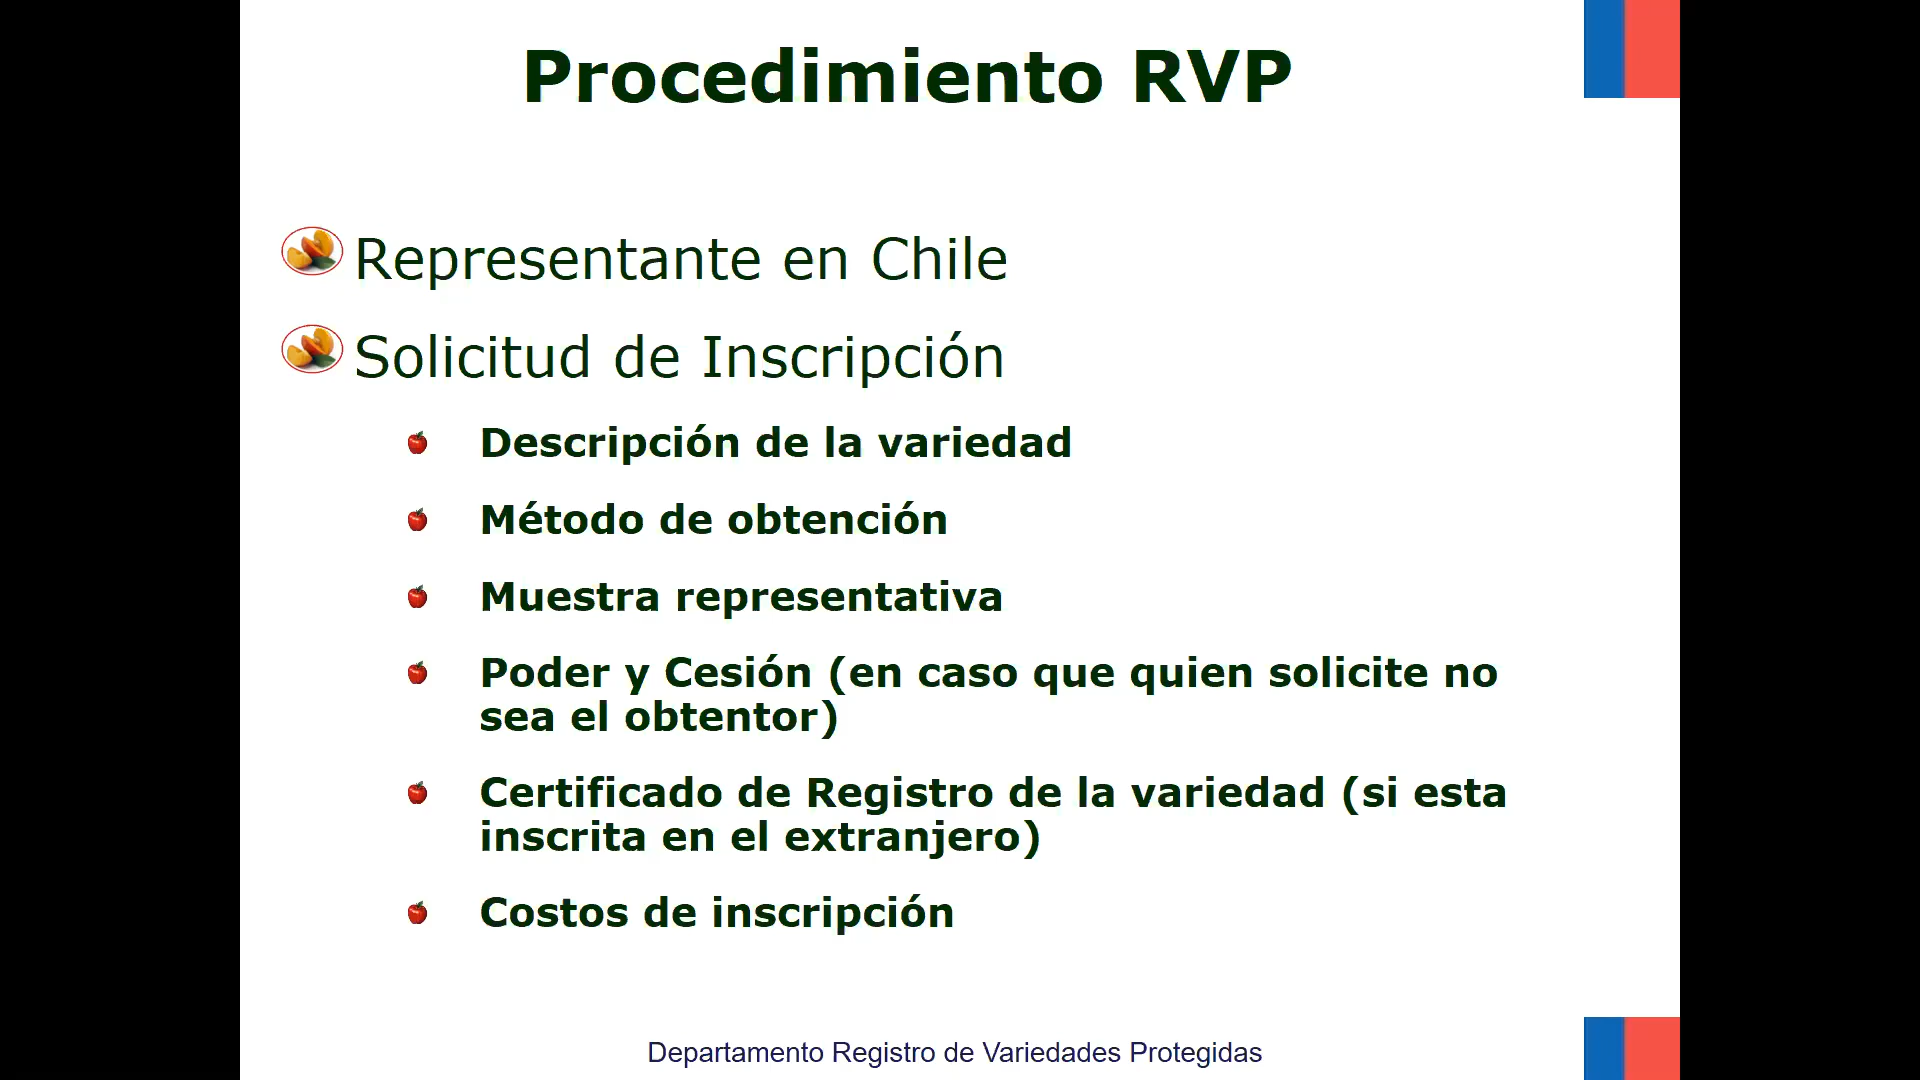 Procedimiento RVP
Representante en Chile
Solicitud de Inscripción
Descripción de la variedad
Método de obtención
Muestra representativa
Poder y Cesión (en caso que quien solicite no
sea el obtentor)
Certificado de Registro de la variedad (si esta
inscrita en el extranjero)
Costos de inscripción
Departamento Registro de Variedades Protegidas